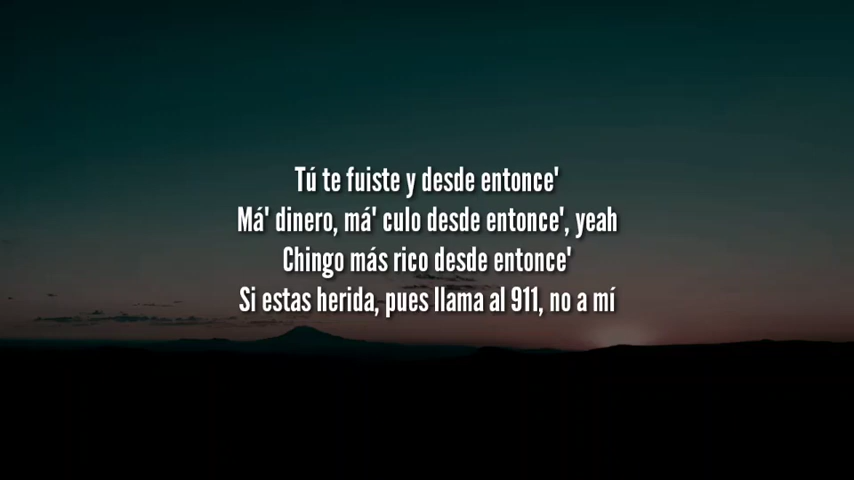 Tú te fuiste y desde entonce'
Má' dinero, má' culo desde entonce', yeah
Chingo más rico desde entonce'
Si estas herida, pues llama al 911, no a mí